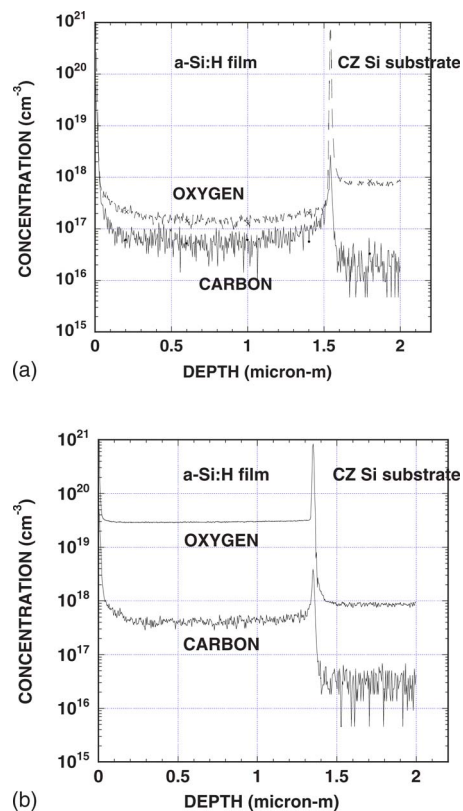 10²¹
a-Si:H film CZ Si substrate
10²⁰
10¹⁹
10¹⁸
OXYGEN
10¹⁷
CARBON
10¹⁶
10¹⁵
CONCENTRATION (cm⁻³)
0 0.5 1 1.5 2
DEPTH (micron-m)
(a)
10²¹
a-Si:H film CZ Si substrate
10²⁰
OXYGEN
10¹⁹
10¹⁸
CARBON
10¹⁷
10¹⁶
10¹⁵
CONCENTRATION (cm⁻³)
0 0.5 1 1.5 2
DEPTH (micron-m)
(b)